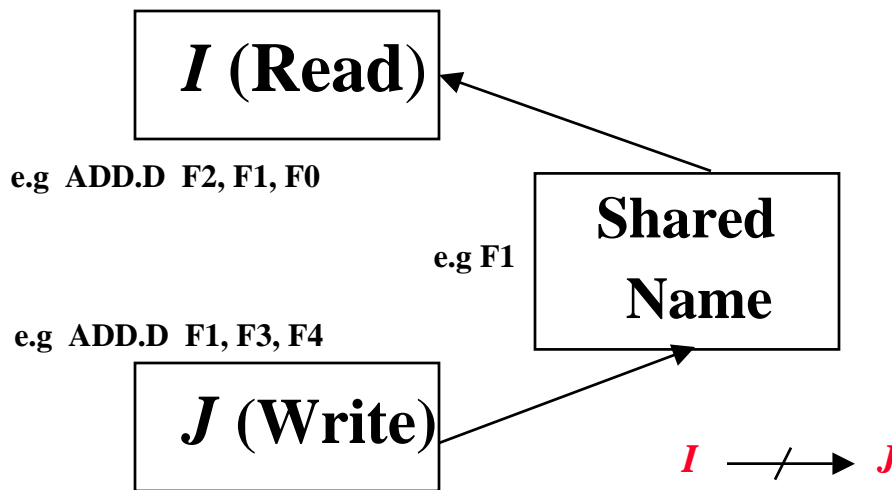 I (Read)
e.g ADD.D F2, F1, F0
Shared
Name
e.g F1
e.g ADD.D F1, F3, F4
J (Write)
I J